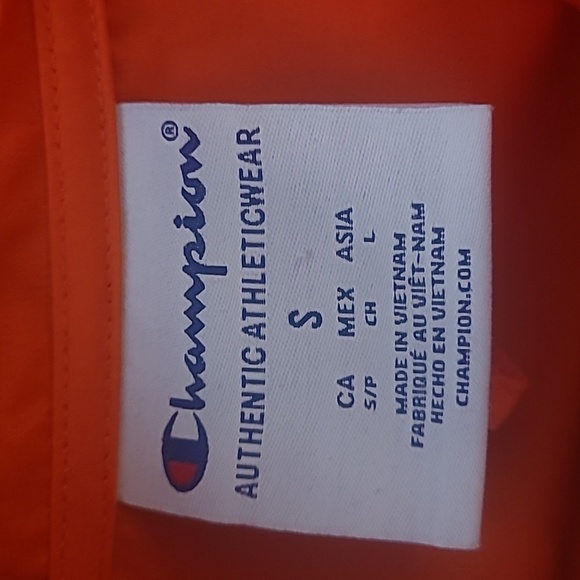 Champion®
AUTHENTIC ATHLETICWEAR
S
CA MEX ASIA
S/P CH L
MADE IN VIETNAM
FABRIQUÉ AU VIÊT-NAM
HECHO EN VIETNAM
CHAMPION.COM